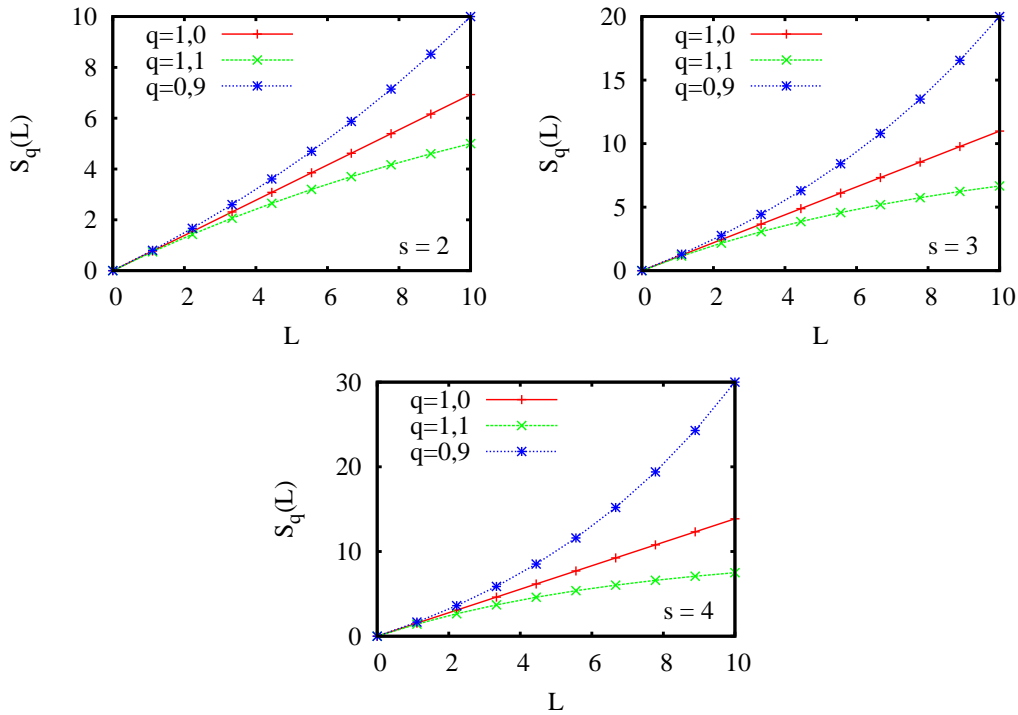 10
8
6
4
2
0
S_q(L)
q=1,0
q=1,1
q=0,9
s = 2
0 2 4 6 8 10
L
20
15
10
5
0
S_q(L)
q=1,0
q=1,1
q=0,9
s = 3
0 2 4 6 8 10
L
30
20
10
0
S_q(L)
q=1,0
q=1,1
q=0,9
s = 4
0 2 4 6 8 10
L